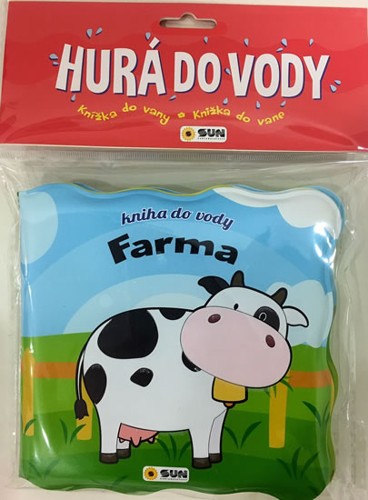 HURÁ DO VODY
Knížka do vany • Knižka do vane
SUN
kniha do vody
Farma
SUN